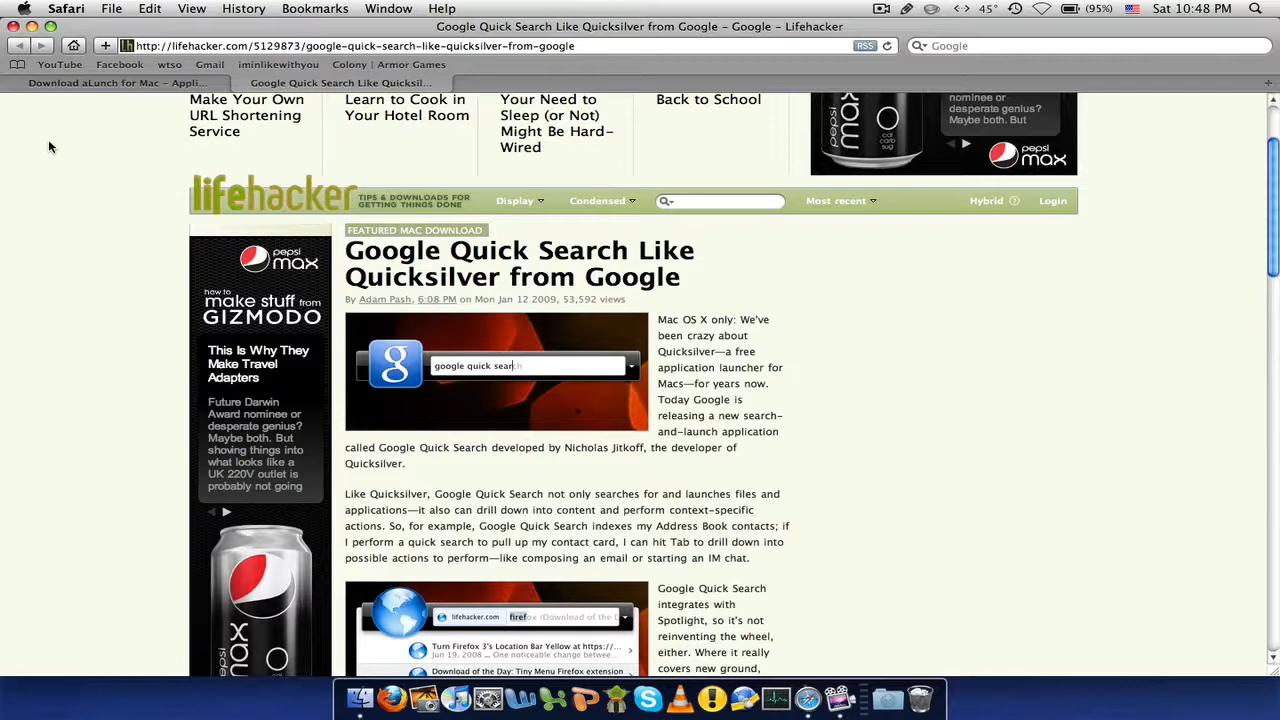 Safari File Edit View History Bookmarks Window Help 45° (95%) Sat 10:48 PM
Google Quick Search Like Quicksilver from Google – Google – Lifehacker
http://lifehacker.com/5129873/google-quick-search-like-quicksilver-from-google RSS Google
YouTube Facebook wtso Gmail iminlikewithyou Colony | Armor Games
Download aLunch for Mac – Appli... Google Quick Search Like Quicksil...
Make Your Own
URL Shortening
Service
Learn to Cook in
Your Hotel Room
Your Need to
Sleep (or Not)
Might Be Hard-
Wired
Back to School
pepsi max
nominee or
desperate genius?
Maybe both. But
pepsi
max
lifehacker TIPS & DOWNLOADS FOR
GETTING THINGS DONE
Display Condensed Most recent Hybrid Login
pepsi
max
how to
make stuff from
GIZMODO
This Is Why They
Make Travel
Adapters
Future Darwin
Award nominee or
desperate genius?
Maybe both. But
shoving things into
what looks like a
UK 220V outlet is
probably not going
max
FEATURED MAC DOWNLOAD
Google Quick Search Like
Quicksilver from Google
By Adam Pash, 6:08 PM on Mon Jan 12 2009, 53,592 views
g google quick search
Mac OS X only: We've
been crazy about
Quicksilver—a free
application launcher for
Macs—for years now.
Today Google is
releasing a new search-
and-launch application
called Google Quick Search developed by Nicholas Jitkoff, the developer of
Quicksilver.
Like Quicksilver, Google Quick Search not only searches for and launches files and
applications—it also can drill down into content and perform context-specific
actions. So, for example, Google Quick Search indexes my Address Book contacts; if
I perform a quick search to pull up my contact card, I can hit Tab to drill down into
possible actions to perform—like composing an email or starting an IM chat.
lifehacker.com firefox (Download of the
Turn Firefox 3's Location Bar Yellow at https://...
Jun 19, 2008 ... One noticeable change betwee...
Download of the Day: Tiny Menu Firefox extension
Google Quick Search
integrates with
Spotlight, so it's not
reinventing the wheel,
either. Where it really
covers new ground,